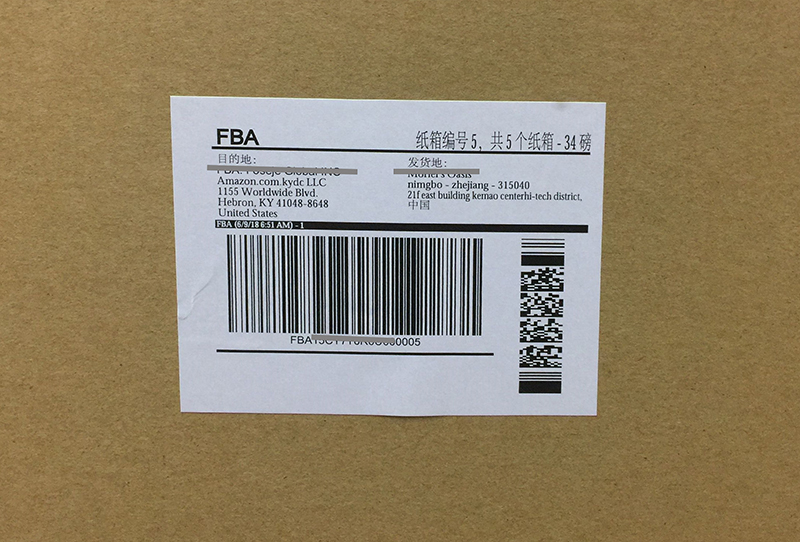 FBA
纸箱编号 5, 共 5 个纸箱 - 34 磅
目的地:
Amazon.com.kydc LLC
1155 Worldwide Blvd.
Hebron, KY 41048-8648
United States
发货地:
Oasis
nimgbo - zhejiang - 315040
21f east building kemao centerhi-tech district,
中国
FBA (6/9/18 6:51 AM) - 1